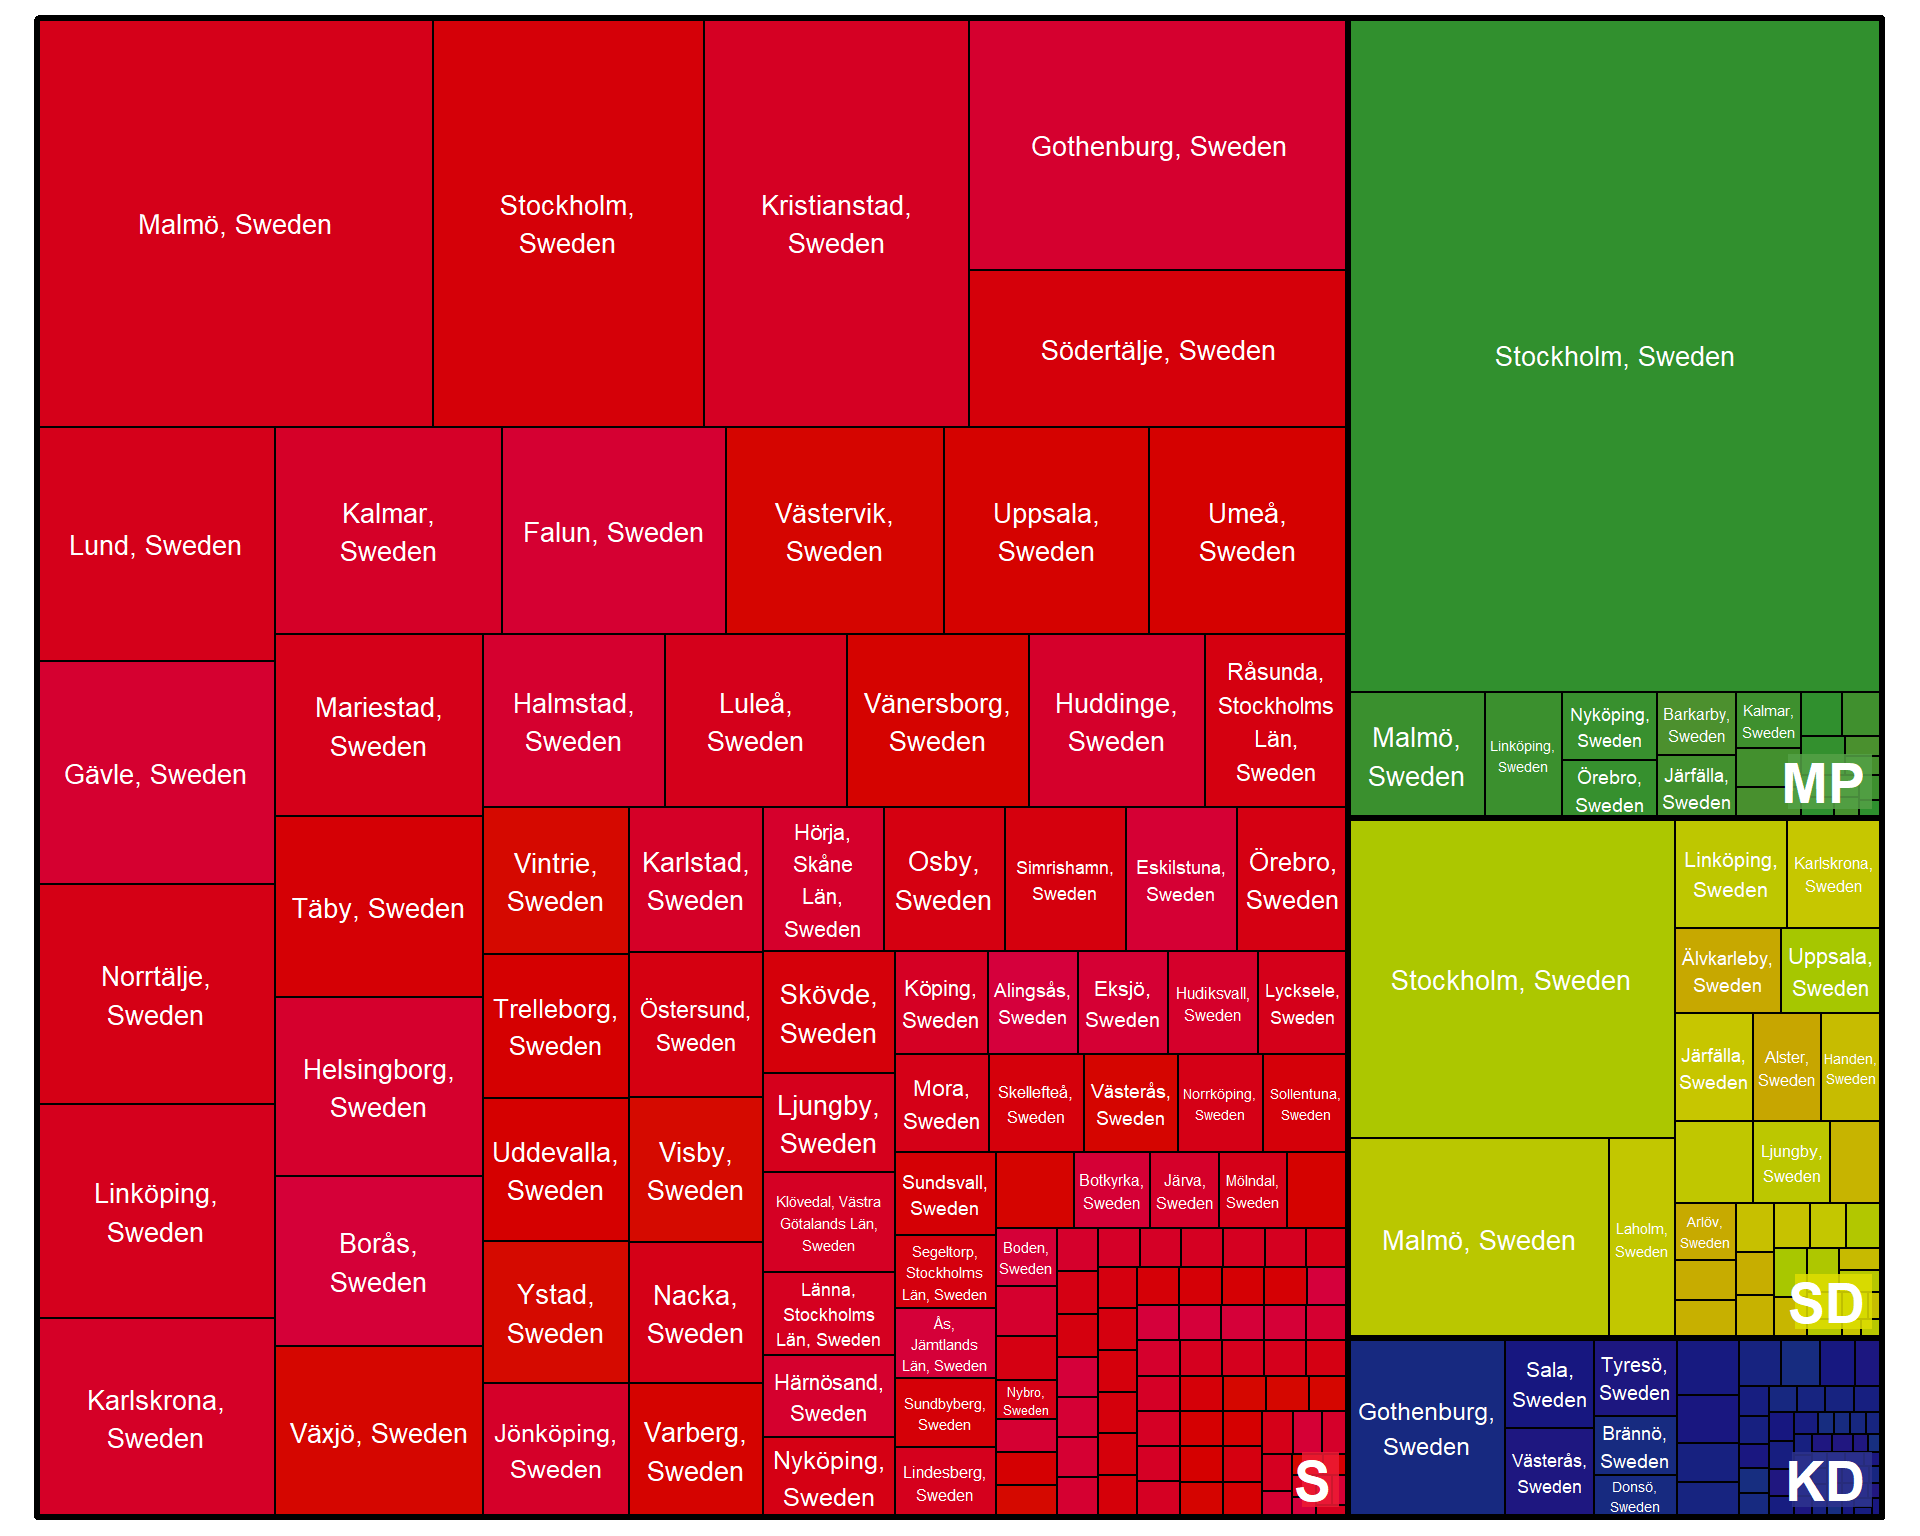 Malmö, Sweden
Stockholm,
Sweden
Kristianstad,
Sweden
Gothenburg, Sweden
Södertälje, Sweden
Lund, Sweden
Kalmar,
Sweden
Falun, Sweden
Västervik,
Sweden
Uppsala,
Sweden
Umeå,
Sweden
Gävle, Sweden
Mariestad,
Sweden
Halmstad,
Sweden
Luleå,
Sweden
Vänersborg,
Sweden
Huddinge,
Sweden
Råsunda,
Stockholms
Län,
Sweden
Norrtälje,
Sweden
Täby, Sweden
Vintrie,
Sweden
Karlstad,
Sweden
Hörja,
Skåne
Län,
Sweden
Osby,
Sweden
Simrishamn,
Sweden
Eskilstuna,
Sweden
Örebro,
Sweden
Linköping,
Sweden
Helsingborg,
Sweden
Trelleborg,
Sweden
Östersund,
Sweden
Skövde,
Sweden
Köping,
Sweden
Alingsås,
Sweden
Eksjö,
Sweden
Hudiksvall,
Sweden
Lycksele,
Sweden
Ljungby,
Sweden
Mora,
Sweden
Skellefteå,
Sweden
Västerås,
Sweden
Norrköping,
Sweden
Sollentuna,
Sweden
Karlskrona,
Sweden
Borås,
Sweden
Uddevalla,
Sweden
Visby,
Sweden
Klövedal, Västra
Götalands Län,
Sweden
Sundsvall,
Sweden
Botkyrka,
Sweden
Järva,
Sweden
Mölndal,
Sweden
Växjö, Sweden
Ystad,
Sweden
Nacka,
Sweden
Länna,
Stockholms
Län, Sweden
Segeltorp,
Stockholms
Län, Sweden
Boden,
Sweden
Ås,
Jämtlands
Län, Sweden
Jönköping,
Sweden
Varberg,
Sweden
Härnösand,
Sweden
Sundbyberg,
Sweden
Nybro,
Sweden
Nyköping,
Sweden
Lindesberg,
Sweden
S
Stockholm, Sweden
Malmö,
Sweden
Linköping,
Sweden
Nyköping,
Sweden
Örebro,
Sweden
Barkarby,
Sweden
Järfälla,
Sweden
Kalmar,
Sweden
MP
Stockholm, Sweden
Malmö, Sweden
Laholm,
Sweden
Linköping,
Sweden
Karlskrona,
Sweden
Älvkarleby,
Sweden
Uppsala,
Sweden
Järfälla,
Sweden
Alster,
Sweden
Handen,
Sweden
Ljungby,
Sweden
Arlöv,
Sweden
SD
Gothenburg,
Sweden
Sala,
Sweden
Västerås,
Sweden
Tyresö,
Sweden
Brännö,
Sweden
Donsö,
Sweden
KD